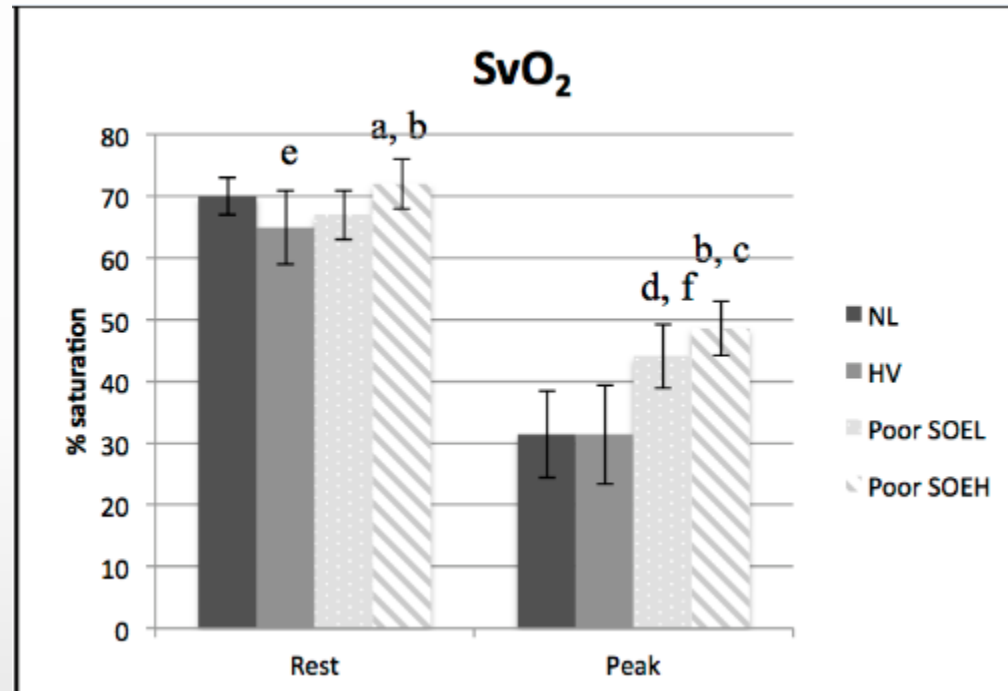 SvO₂
% saturation
80
70
60
50
40
30
20
10
0
e
a, b
d, f
b, c
Rest
Peak
NL
HV
Poor SOEL
Poor SOEH